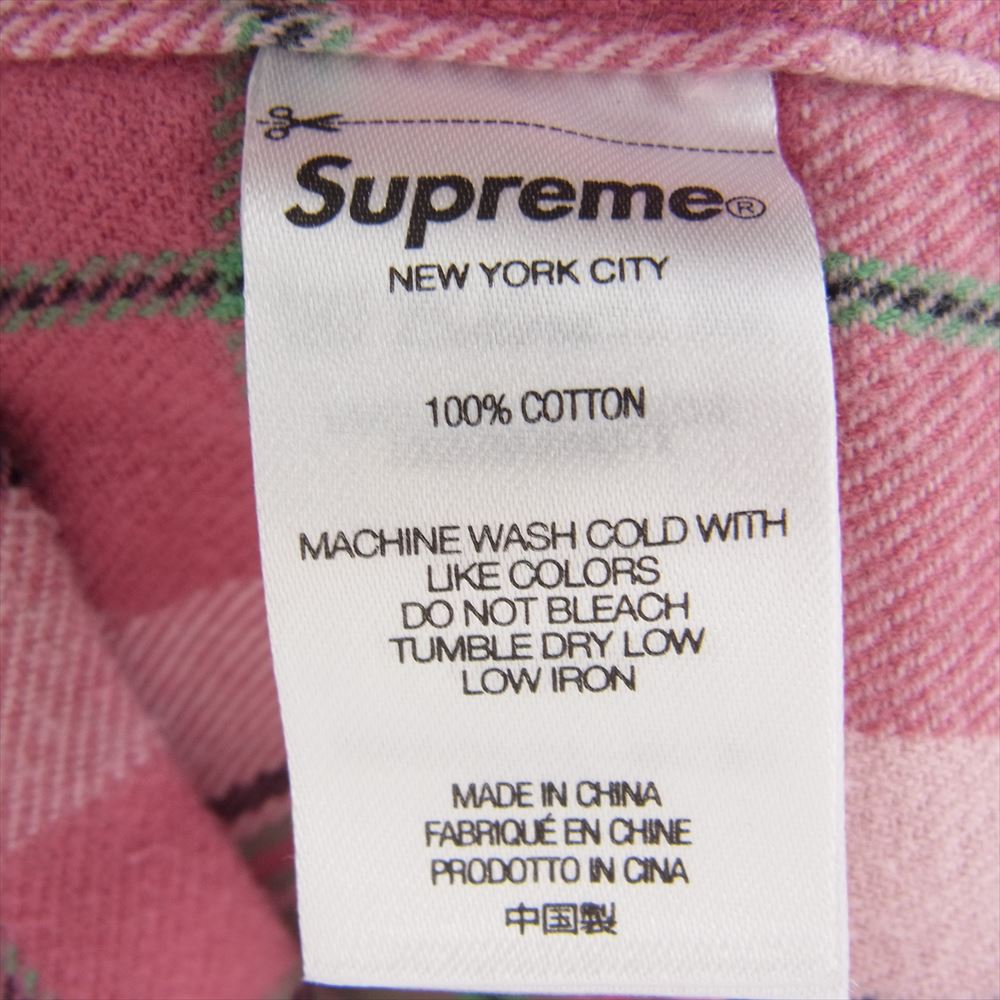 Supreme®
NEW YORK CITY
100% COTTON
MACHINE WASH COLD WITH
LIKE COLORS
DO NOT BLEACH
TUMBLE DRY LOW
LOW IRON
MADE IN CHINA
FABRIQUÉ EN CHINE
PRODOTTO IN CINA
中国製